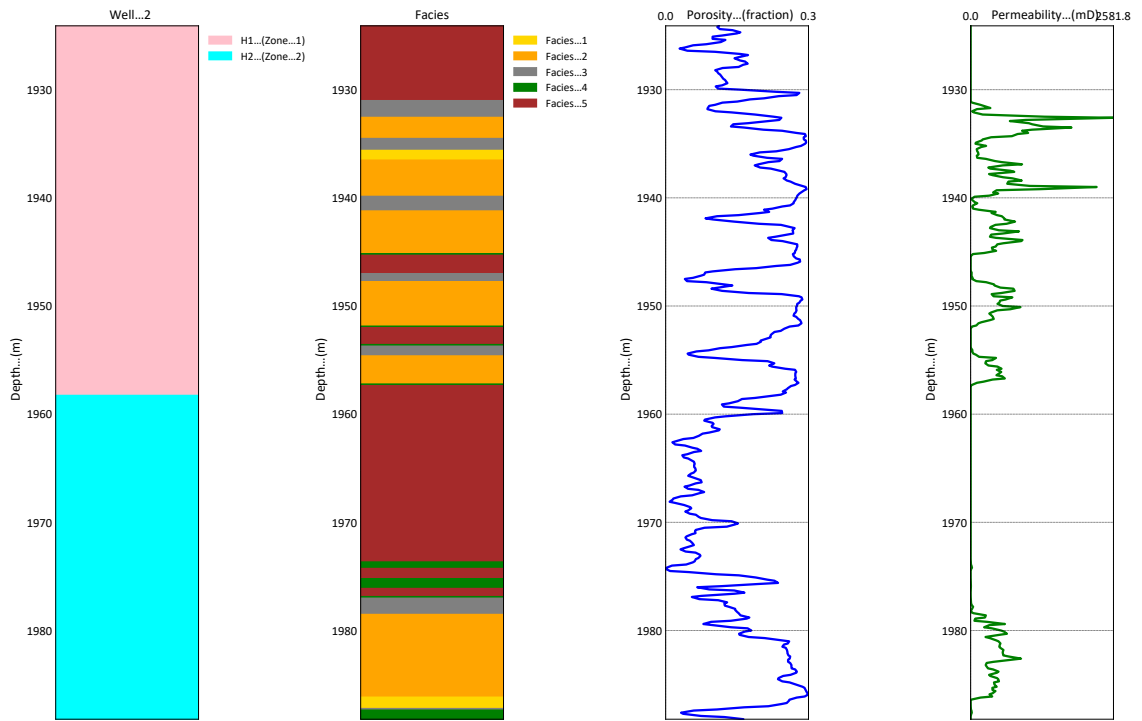 Well...2
H1...(Zone...1)
H2...(Zone...2)
Depth...(m)
1930
1940
1950
1960
1970
1980
Facies
Facies...1
Facies...2
Facies...3
Facies...4
Facies...5
Depth...(m)
1930
1940
1950
1960
1970
1980
0.0 Porosity...(fraction) 0.3
Depth...(m)
1930
1940
1950
1960
1970
1980
0.0 Permeability...(mD) 2581.8
Depth...(m)
1930
1940
1950
1960
1970
1980